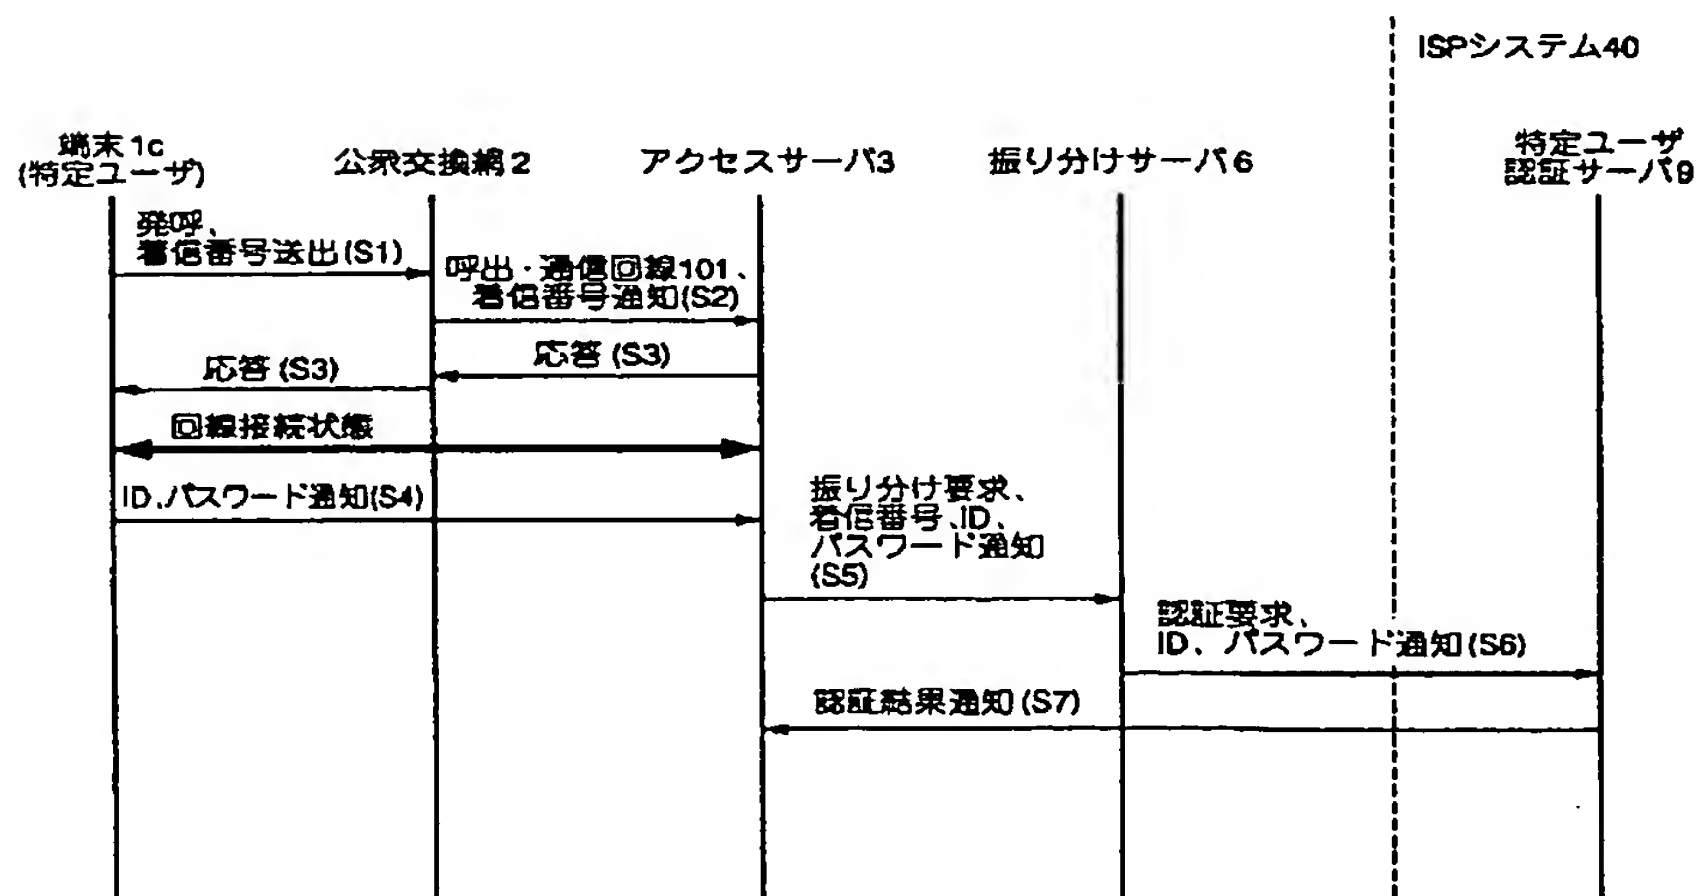 ISPシステム40
端末1c
(特定ユーザ)
公衆交換網2
アクセスサーバ3
振り分けサーバ6
特定ユーザ
認証サーバ9
発呼、
着信番号送出(S1)
呼出・通信回線101、
着信番号通知(S2)
応答(S3)
応答(S3)
回線接続状態
ID、パスワード通知(S4)
振り分け要求、
着信番号、ID、
パスワード通知
(S5)
認証要求、
ID、パスワード通知(S6)
認証結果通知(S7)